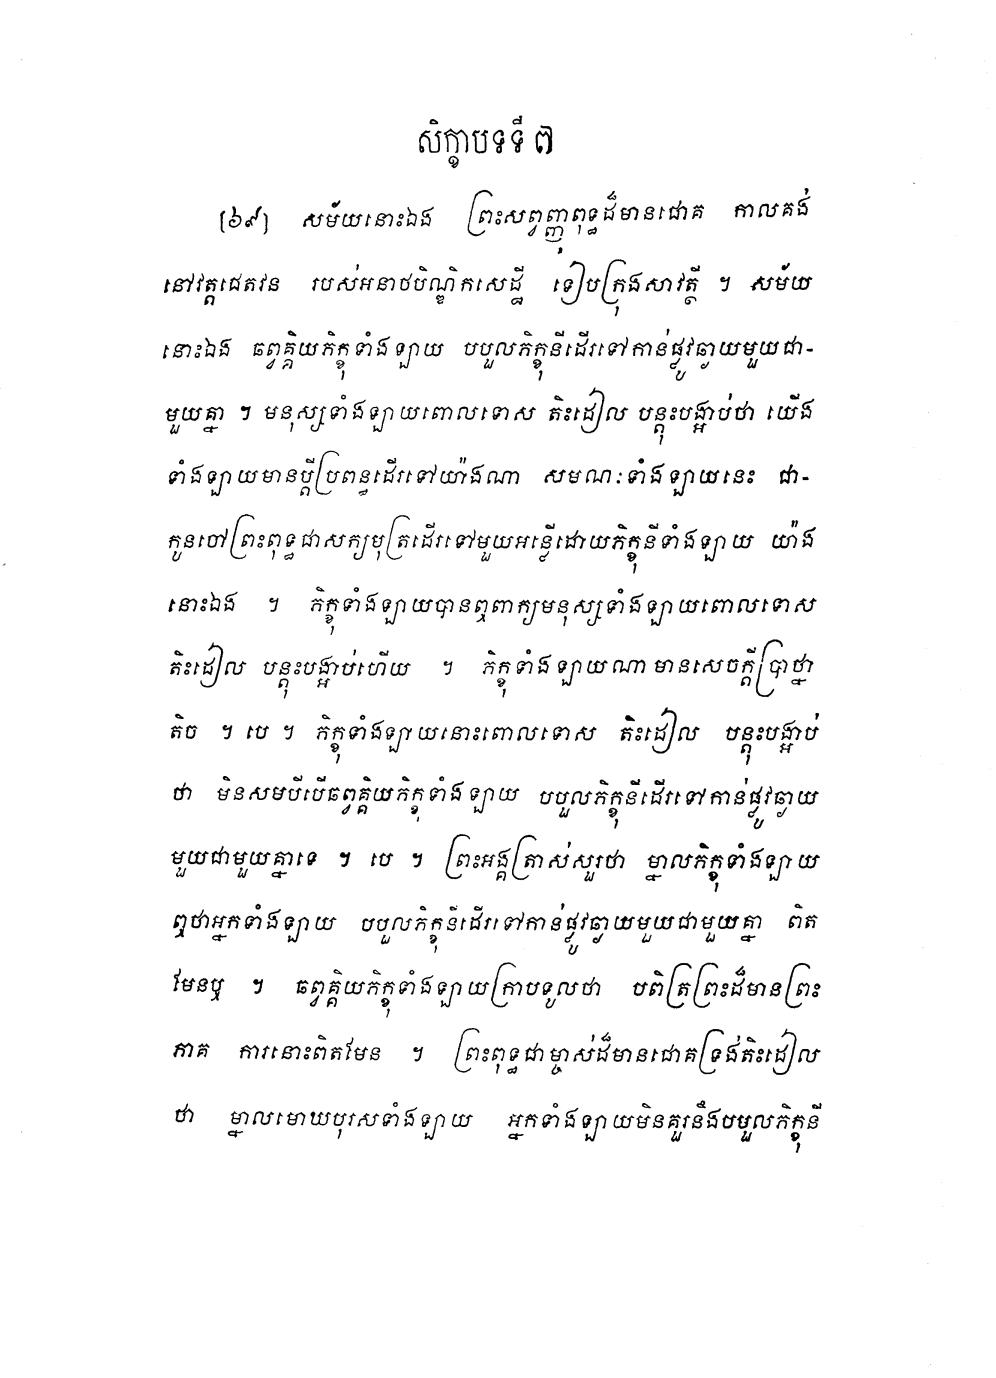 សិក្ខាបទទី ៧
(៦៩) សម័យនោះឯង ព្រះសព្វញ្ញុពុទ្ធដ៏មានជោគ កាលគង់
នៅវត្តជេតវន របស់អនាថបិណ្ឌិកសេដ្ឋី ទៀបក្រុងសាវត្ថី ។ សម័យ
នោះឯង ឆព្វគ្គិយភិក្ខុទាំងឡាយ បបួលភិក្ខុនីដើរទៅកាន់ផ្លូវឆ្ងាយមួយជា-
មួយគ្នា ។ មនុស្សទាំងឡាយពោលទោស តិះដៀល បន្តុះបង្អាប់ថា យើង
ទាំងឡាយមានប្តីប្រពន្ធដើរទៅយ៉ាងណា សមណៈទាំងឡាយនេះ ជា-
កូនចៅព្រះពុទ្ធជាសក្យបុត្រដើរទៅមួយអន្លើដោយភិក្ខុនីទាំងឡាយ យ៉ាង
នោះឯង ។ ភិក្ខុទាំងឡាយបានឮពាក្យមនុស្សទាំងឡាយពោលទោស
តិះដៀល បន្តុះបង្អាប់ហើយ ។ ភិក្ខុទាំងឡាយណាមានសេចក្តីប្រាថ្នា
តិច ។ បេ ។ ភិក្ខុទាំងឡាយនោះពោលទោស តិះដៀល បន្តុះបង្អាប់
ថា មិនសមបីបើឆព្វគ្គិយភិក្ខុទាំងឡាយ បបួលភិក្ខុនីដើរទៅកាន់ផ្លូវឆ្ងាយ
មួយជាមួយគ្នាទេ ។ បេ ។ ព្រះអង្គត្រាស់សួរថា ម្នាលភិក្ខុទាំងឡាយ
ឮថាអ្នកទាំងឡាយ បបួលភិក្ខុនីដើរទៅកាន់ផ្លូវឆ្ងាយមួយជាមួយគ្នា ពិត
មែនឬ ។ ឆព្វគ្គិយភិក្ខុទាំងឡាយក្រាបទូលថា បពិត្រព្រះដ៏មានព្រះ
ភាគ ការនោះពិតមែន ។ ព្រះពុទ្ធជាម្ចាស់ដ៏មានជោគទ្រង់តិះដៀល
ថា ម្នាលមោឃបុរសទាំងឡាយ អ្នកទាំងឡាយមិនគួរនឹងបបួលភិក្ខុនី